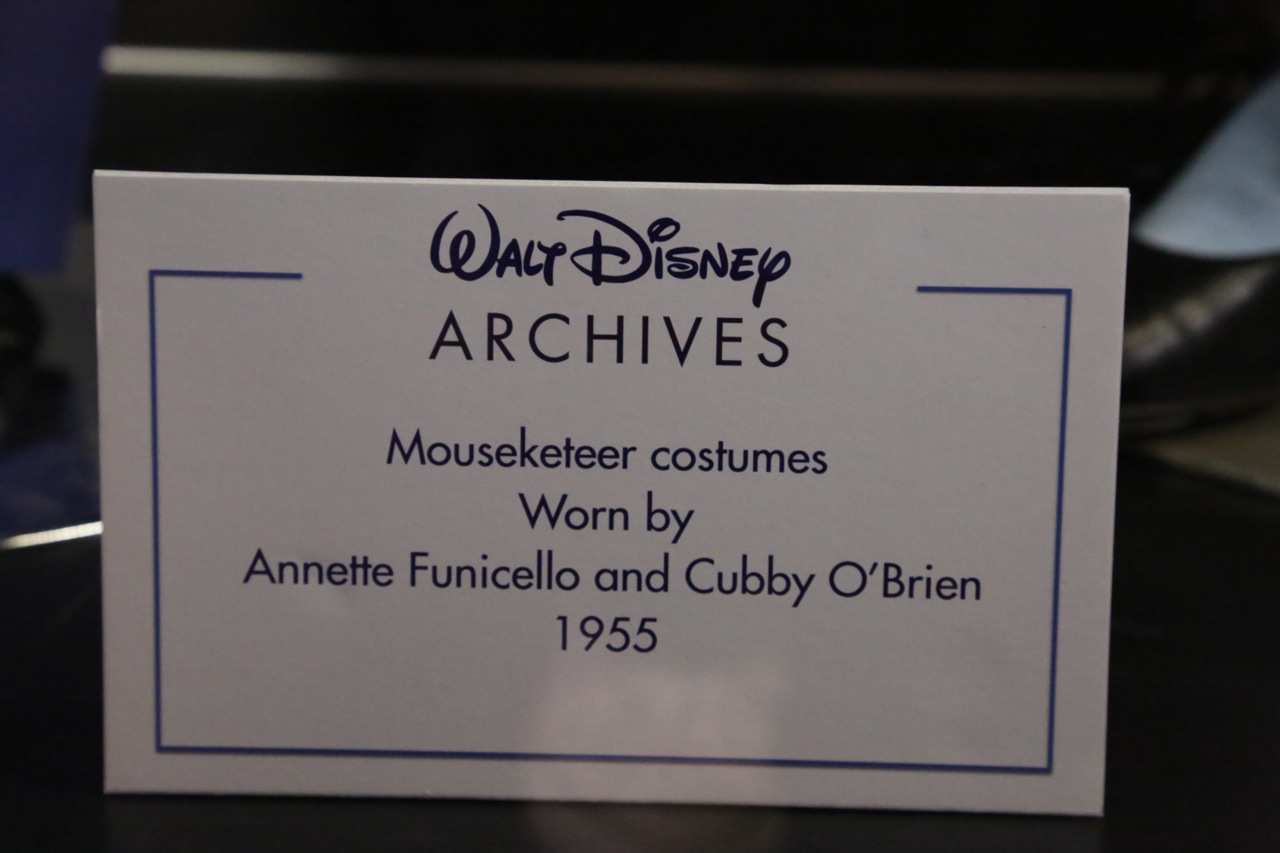 Walt Disney
ARCHIVES
Mouseketeer costumes
Worn by
Annette Funicello and Cubby O'Brien
1955